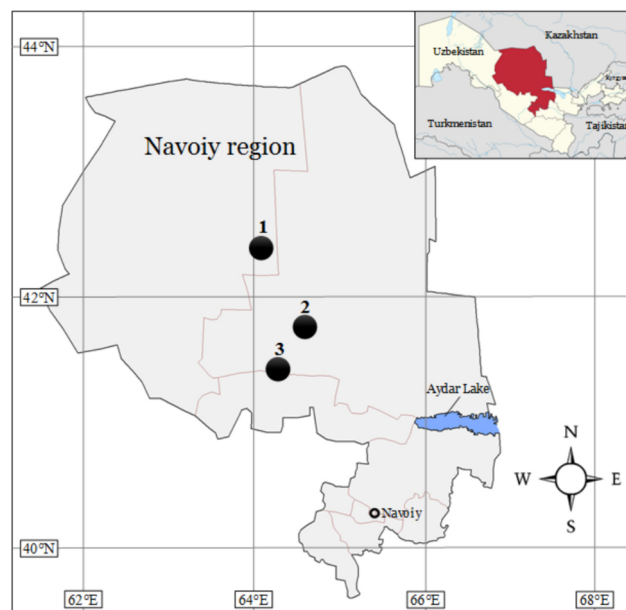 44°N
Kazakhstan
Uzbekistan
Turkmenistan
Tajikistan
Navoiy region
1
42°N
2
3
Aydar Lake
N
W E
S
Navoiy
40°N
62°E 64°E 66°E 68°E